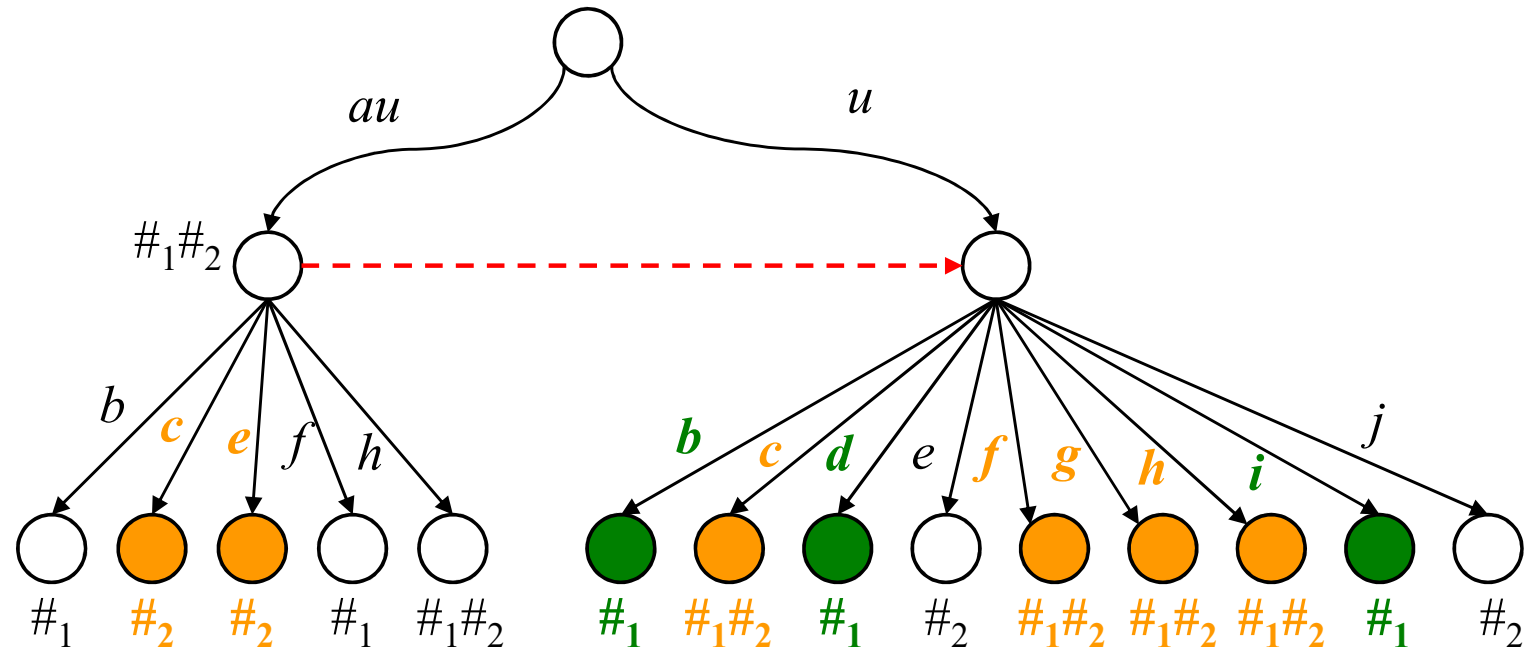 au u
#₁#₂
b c e f h b c d e f g h i j
#₁ #₂ #₂ #₁ #₁#₂ #₁ #₁#₂ #₁ #₂ #₁#₂ #₁#₂ #₁#₂ #₁ #₂